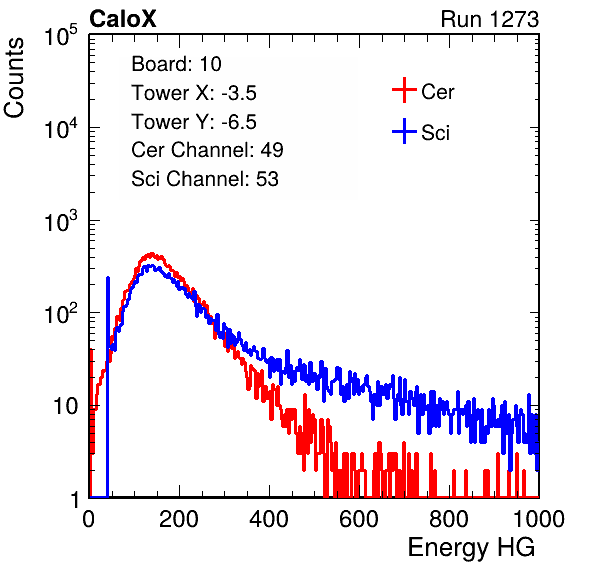 CaloX Run 1273
Counts
10^5
10^4
10^3
10^2
10
1
Board: 10
Tower X: -3.5
Tower Y: -6.5
Cer Channel: 49
Sci Channel: 53
Cer
Sci
0 200 400 600 800 1000
Energy HG